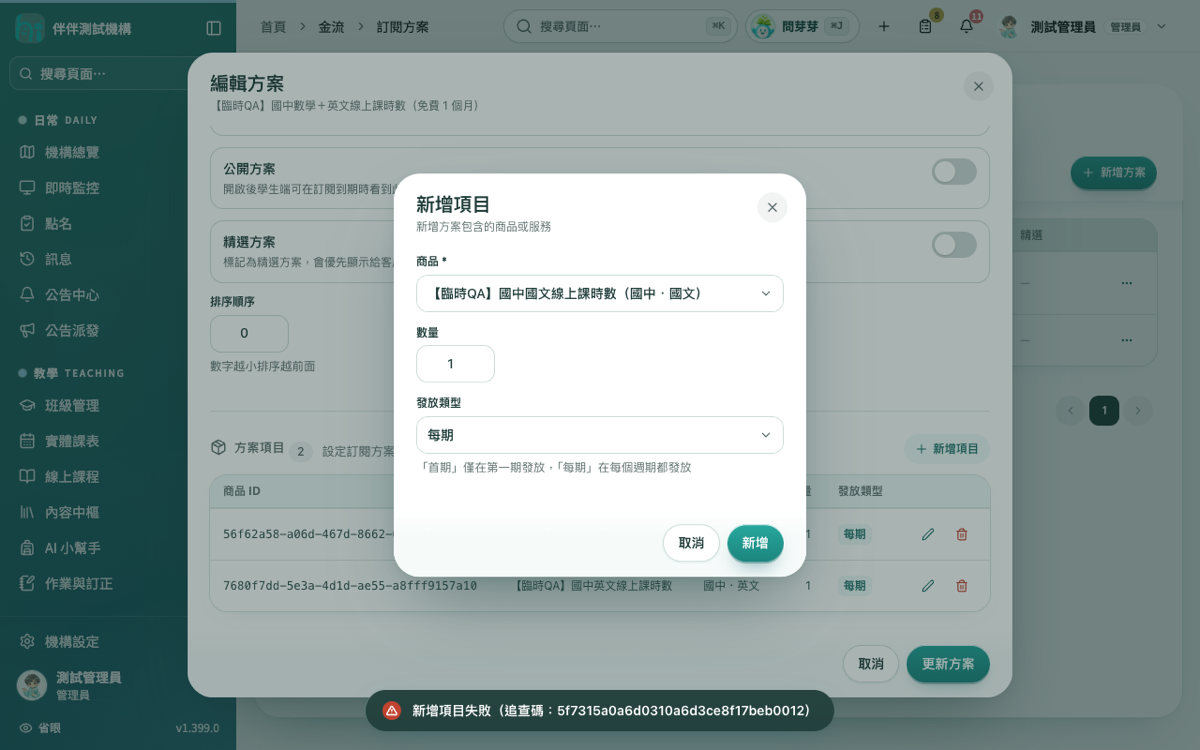 伴伴測試機構
首頁 > 金流 > 訂閱方案
搜尋頁面… ⌘K
問芽芽 ⌘J
8
11
測試管理員 管理員
搜尋頁面…
日常 DAILY
機構總覽
即時監控
點名
訊息
公告中心
公告派發
教學 TEACHING
班級管理
實體課表
線上課程
內容中樞
AI 小幫手
作業與訂正
機構設定
測試管理員
管理員
省眼 v1.399.0
新增方案
精選
—
—
1
編輯方案
【臨時QA】國中數學＋英文線上課時數（免費 1 個月）
公開方案
開啟後學生端可在訂閱到期時看到
精選方案
標記為精選方案，會優先顯示給客
排序順序
0
數字越小排序越前面
方案項目 2 設定訂閱方案
新增項目
商品 ID 發放類型
56f62a58-a06d-467d-8662- 1 每期
7680f7dd-5e3a-4d1d-ae55-a8fff9157a10 【臨時QA】國中英文線上課時數 國中 · 英文 1 每期
取消 更新方案
新增項目
新增方案包含的商品或服務
商品 *
【臨時QA】國中國文線上課時數（國中 · 國文）
數量
1
發放類型
每期
「首期」僅在第一期發放，「每期」在每個週期都發放
取消 新增
新增項目失敗（追查碼：5f7315a0a6d0310a6d3ce8f17beb0012）